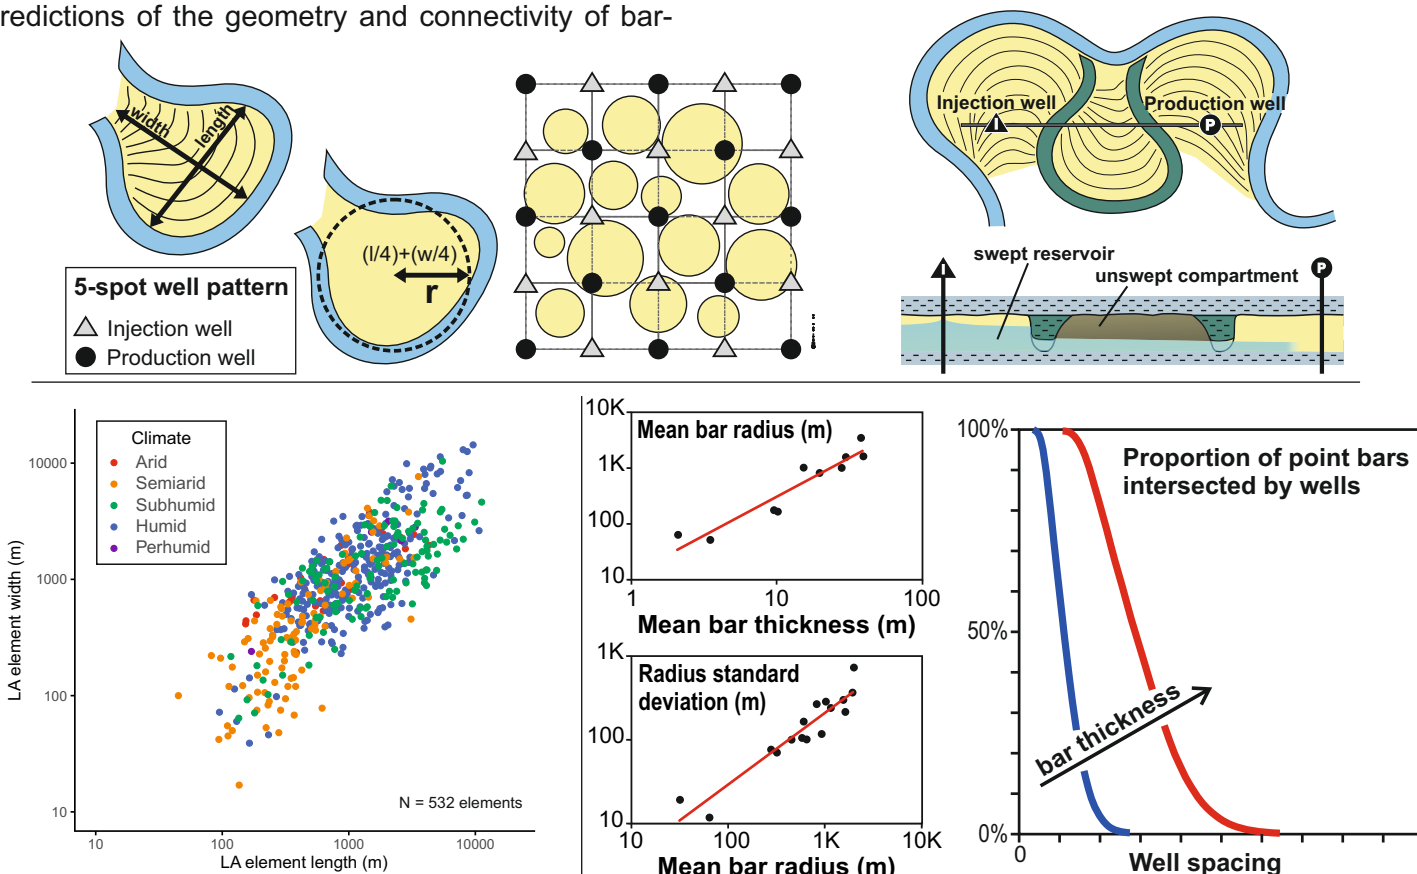 redictions of the geometry and connectivity of bar-
width
length
(l/4)+(w/4)
r
5-spot well pattern
Injection well
Production well
Injection well
Production well
I
P
swept reservoir
unswept compartment
I
P
Climate
Arid
Semiarid
Subhumid
Humid
Perhumid
LA element width (m)
10000
1000
100
10
N = 532 elements
10
100
1000
10000
LA element length (m)
10K
1K
100
10
Mean bar radius (m)
1
10
100
Mean bar thickness (m)
1K
100
10
Radius standard
deviation (m)
10
100
1K
10K
Mean bar radius (m)
100%
50%
0%
Proportion of point bars
intersected by wells
bar thickness
0
Well spacing